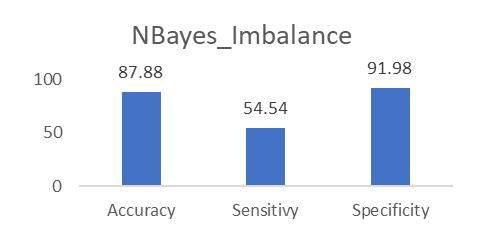 NBayes_Imbalance
100
50
0
87.88
54.54
91.98
Accuracy
Sensitivy
Specificity